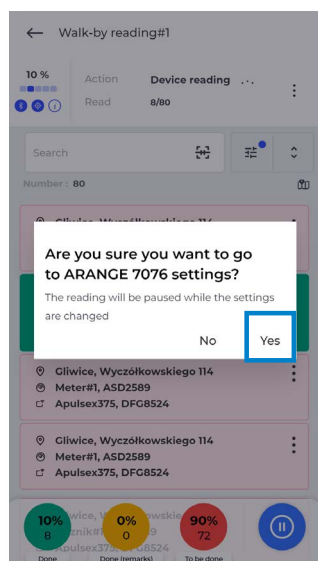 Walk-by reading#1
10 %
Action Device reading
Read 8/80
Search
Number : 80
Gliwice, Wyczółkowskiego 114
Are you sure you want to go
to ARANGE 7076 settings?
The reading will be paused while the settings
are changed
No Yes
Gliwice, Wyczółkowskiego 114
Meter#1, ASD2589
Apulsex375, DFG8524
Gliwice, Wyczółkowskiego 114
Meter#1, ASD2589
Apulsex375, DFG8524
10% 0% 90%
8 0 72
Done Done (remarks) To be done